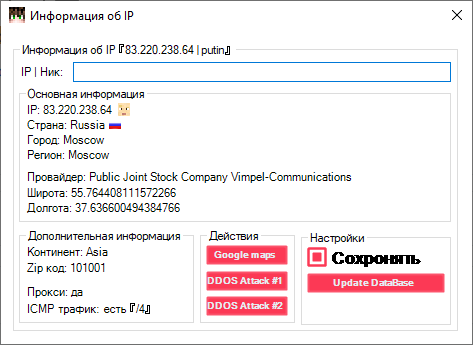 Информация об IP
Информация об IP『83.220.238.64 | putin』
IP | Ник:
Основная информация
IP: 83.220.238.64
Страна: Russia
Город: Moscow
Регион: Moscow
Провайдер: Public Joint Stock Company Vimpel-Communications
Широта: 55.764408111572266
Долгота: 37.636600494384766
Дополнительная информация
Континент: Asia
Zip код: 101001
Прокси: да
ICMP трафик: есть『/4』
Действия
Google maps
DDOS Attack #1
DDOS Attack #2
Настройки
Сохронять
Update DataBase